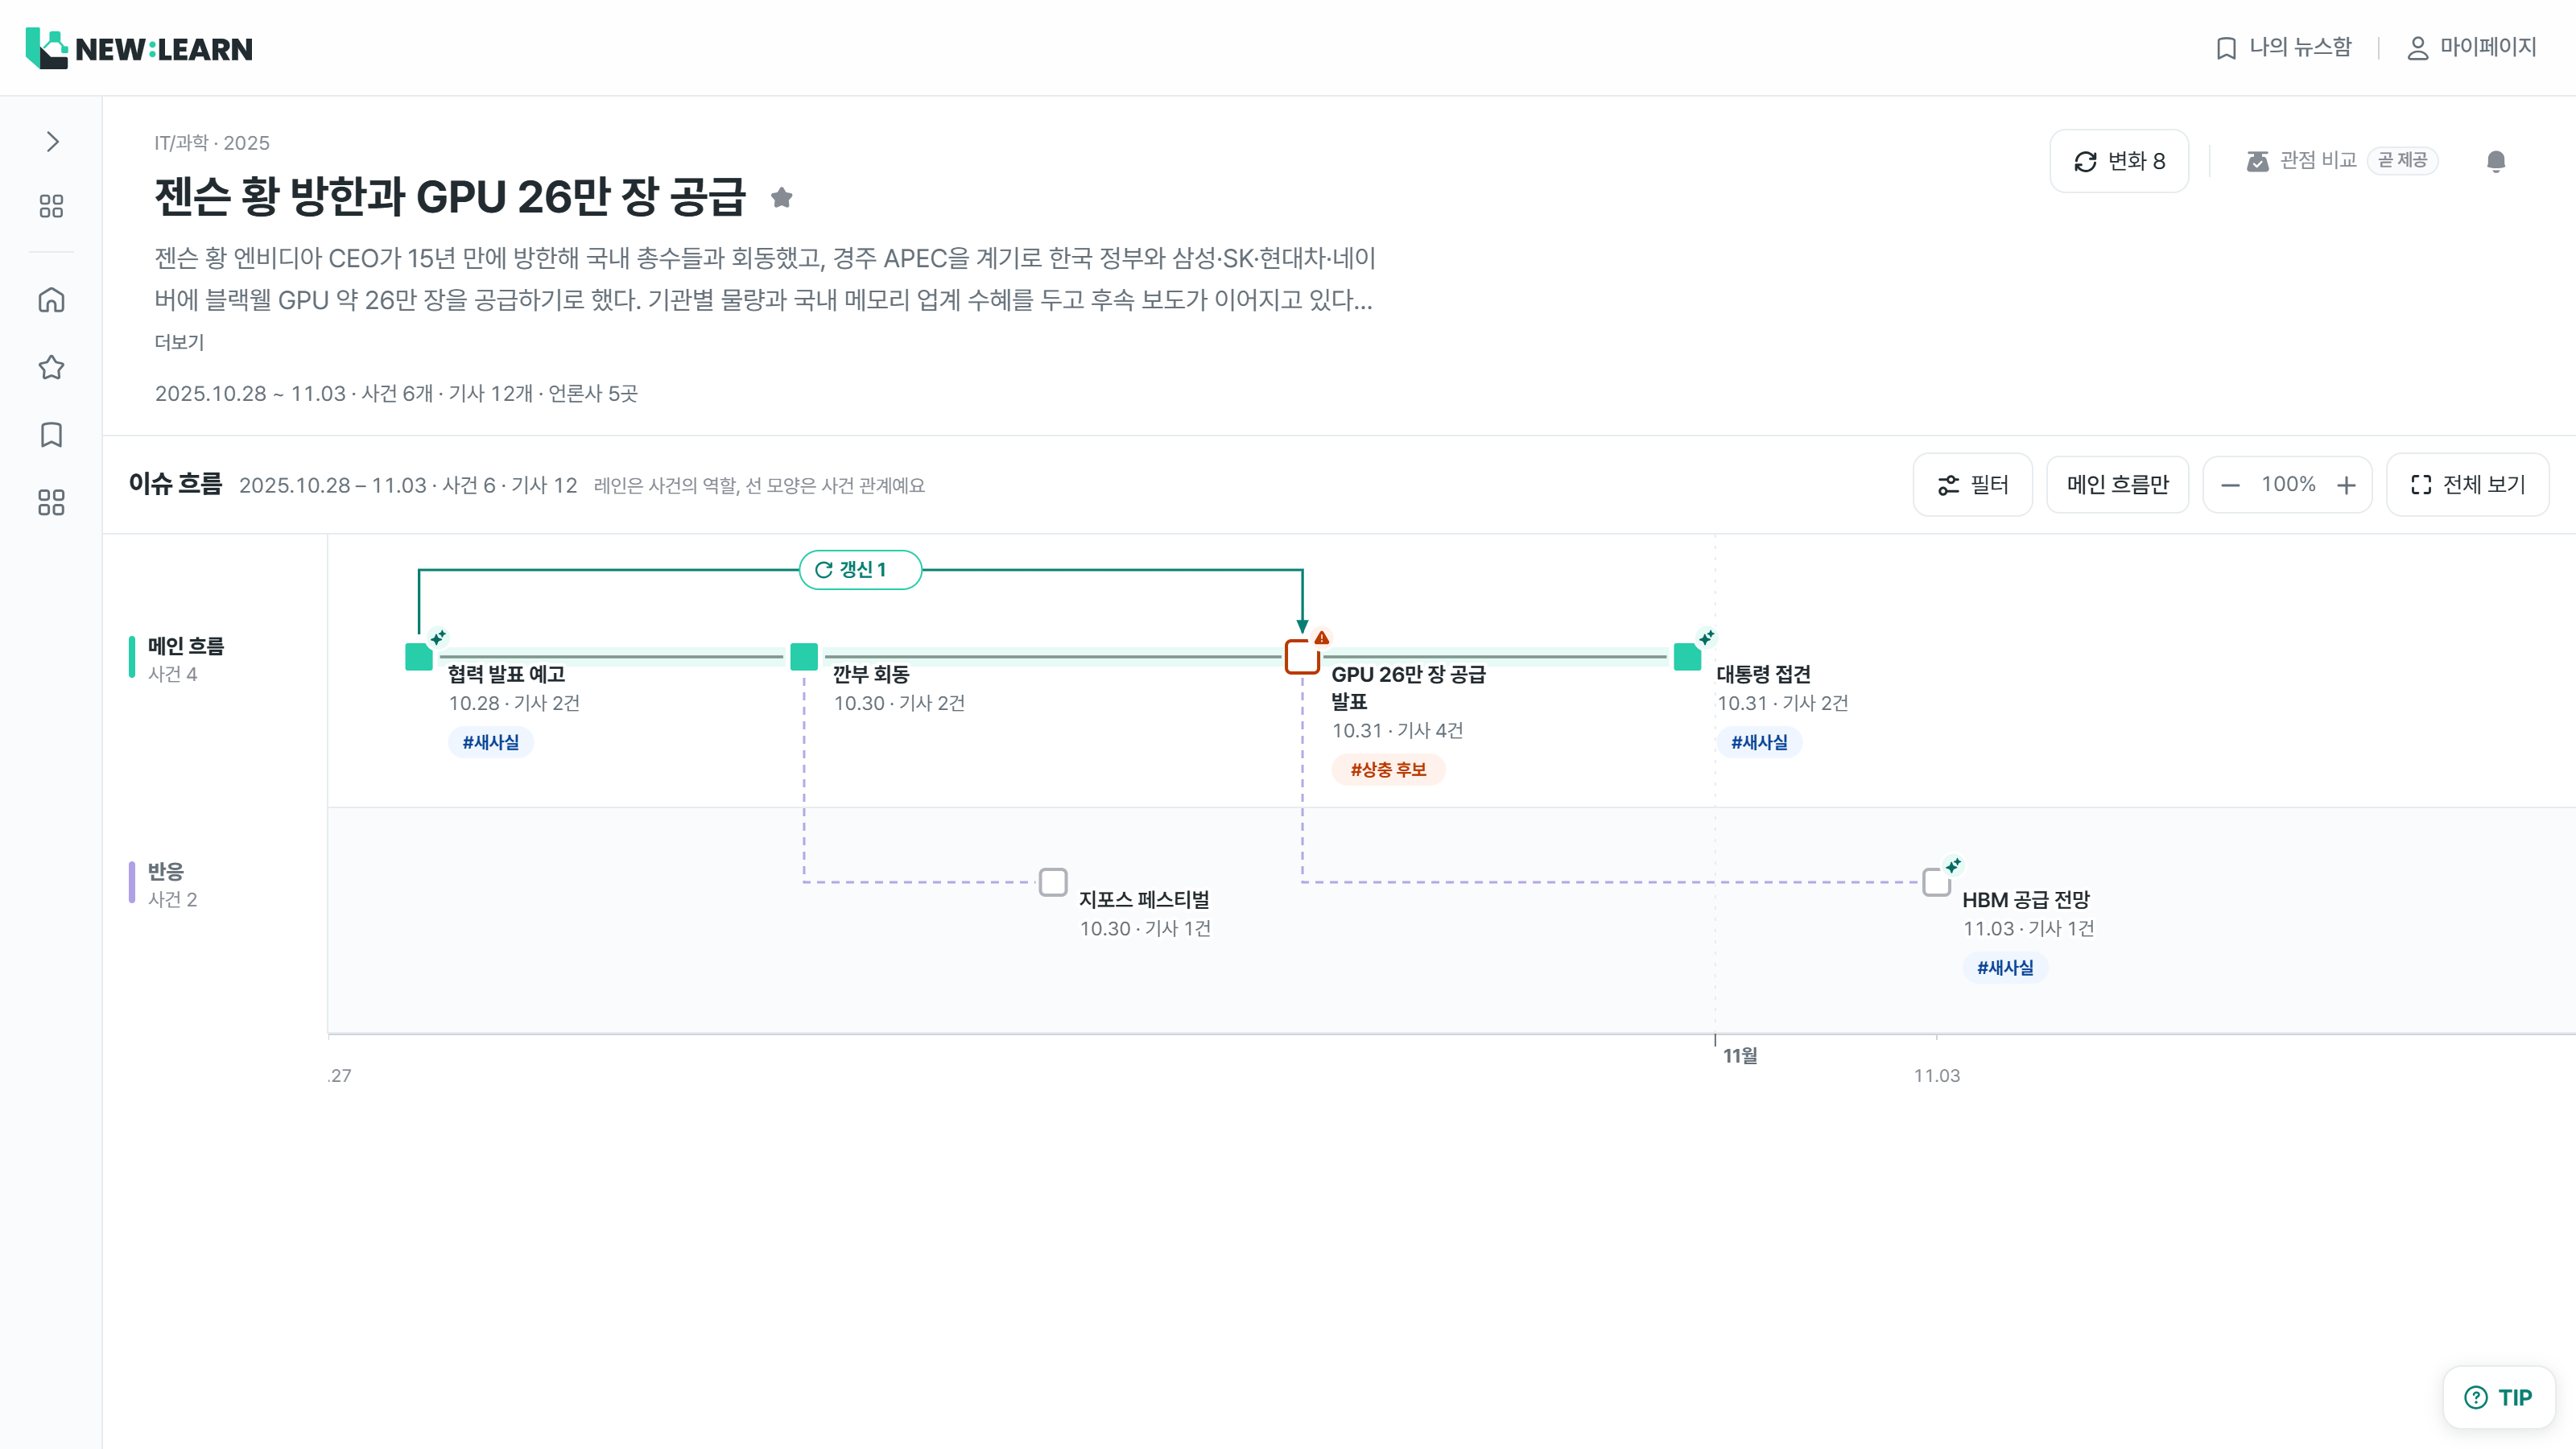 NEW:LEARN
나의 뉴스함
마이페이지
IT/과학 · 2025
젠슨 황 방한과 GPU 26만 장 공급
변화 8
관점 비교 곧 제공
젠슨 황 엔비디아 CEO가 15년 만에 방한해 국내 총수들과 회동했고, 경주 APEC을 계기로 한국 정부와 삼성·SK·현대차·네이
버에 블랙웰 GPU 약 26만 장을 공급하기로 했다. 기관별 물량과 국내 메모리 업계 수혜를 두고 후속 보도가 이어지고 있다...
더보기
2025.10.28 ~ 11.03 · 사건 6개 · 기사 12개 · 언론사 5곳
이슈 흐름 2025.10.28 – 11.03 · 사건 6 · 기사 12 레인은 사건의 역할, 선 모양은 사건 관계예요
필터
메인 흐름만
100%
전체 보기
갱신 1
메인 흐름
사건 4
협력 발표 예고
10.28 · 기사 2건
#새사실
깐부 회동
10.30 · 기사 2건
GPU 26만 장 공급
발표
10.31 · 기사 4건
#상충 후보
대통령 접견
10.31 · 기사 2건
#새사실
반응
사건 2
지포스 페스티벌
10.30 · 기사 1건
HBM 공급 전망
11.03 · 기사 1건
#새사실
.27
11월
11.03
TIP